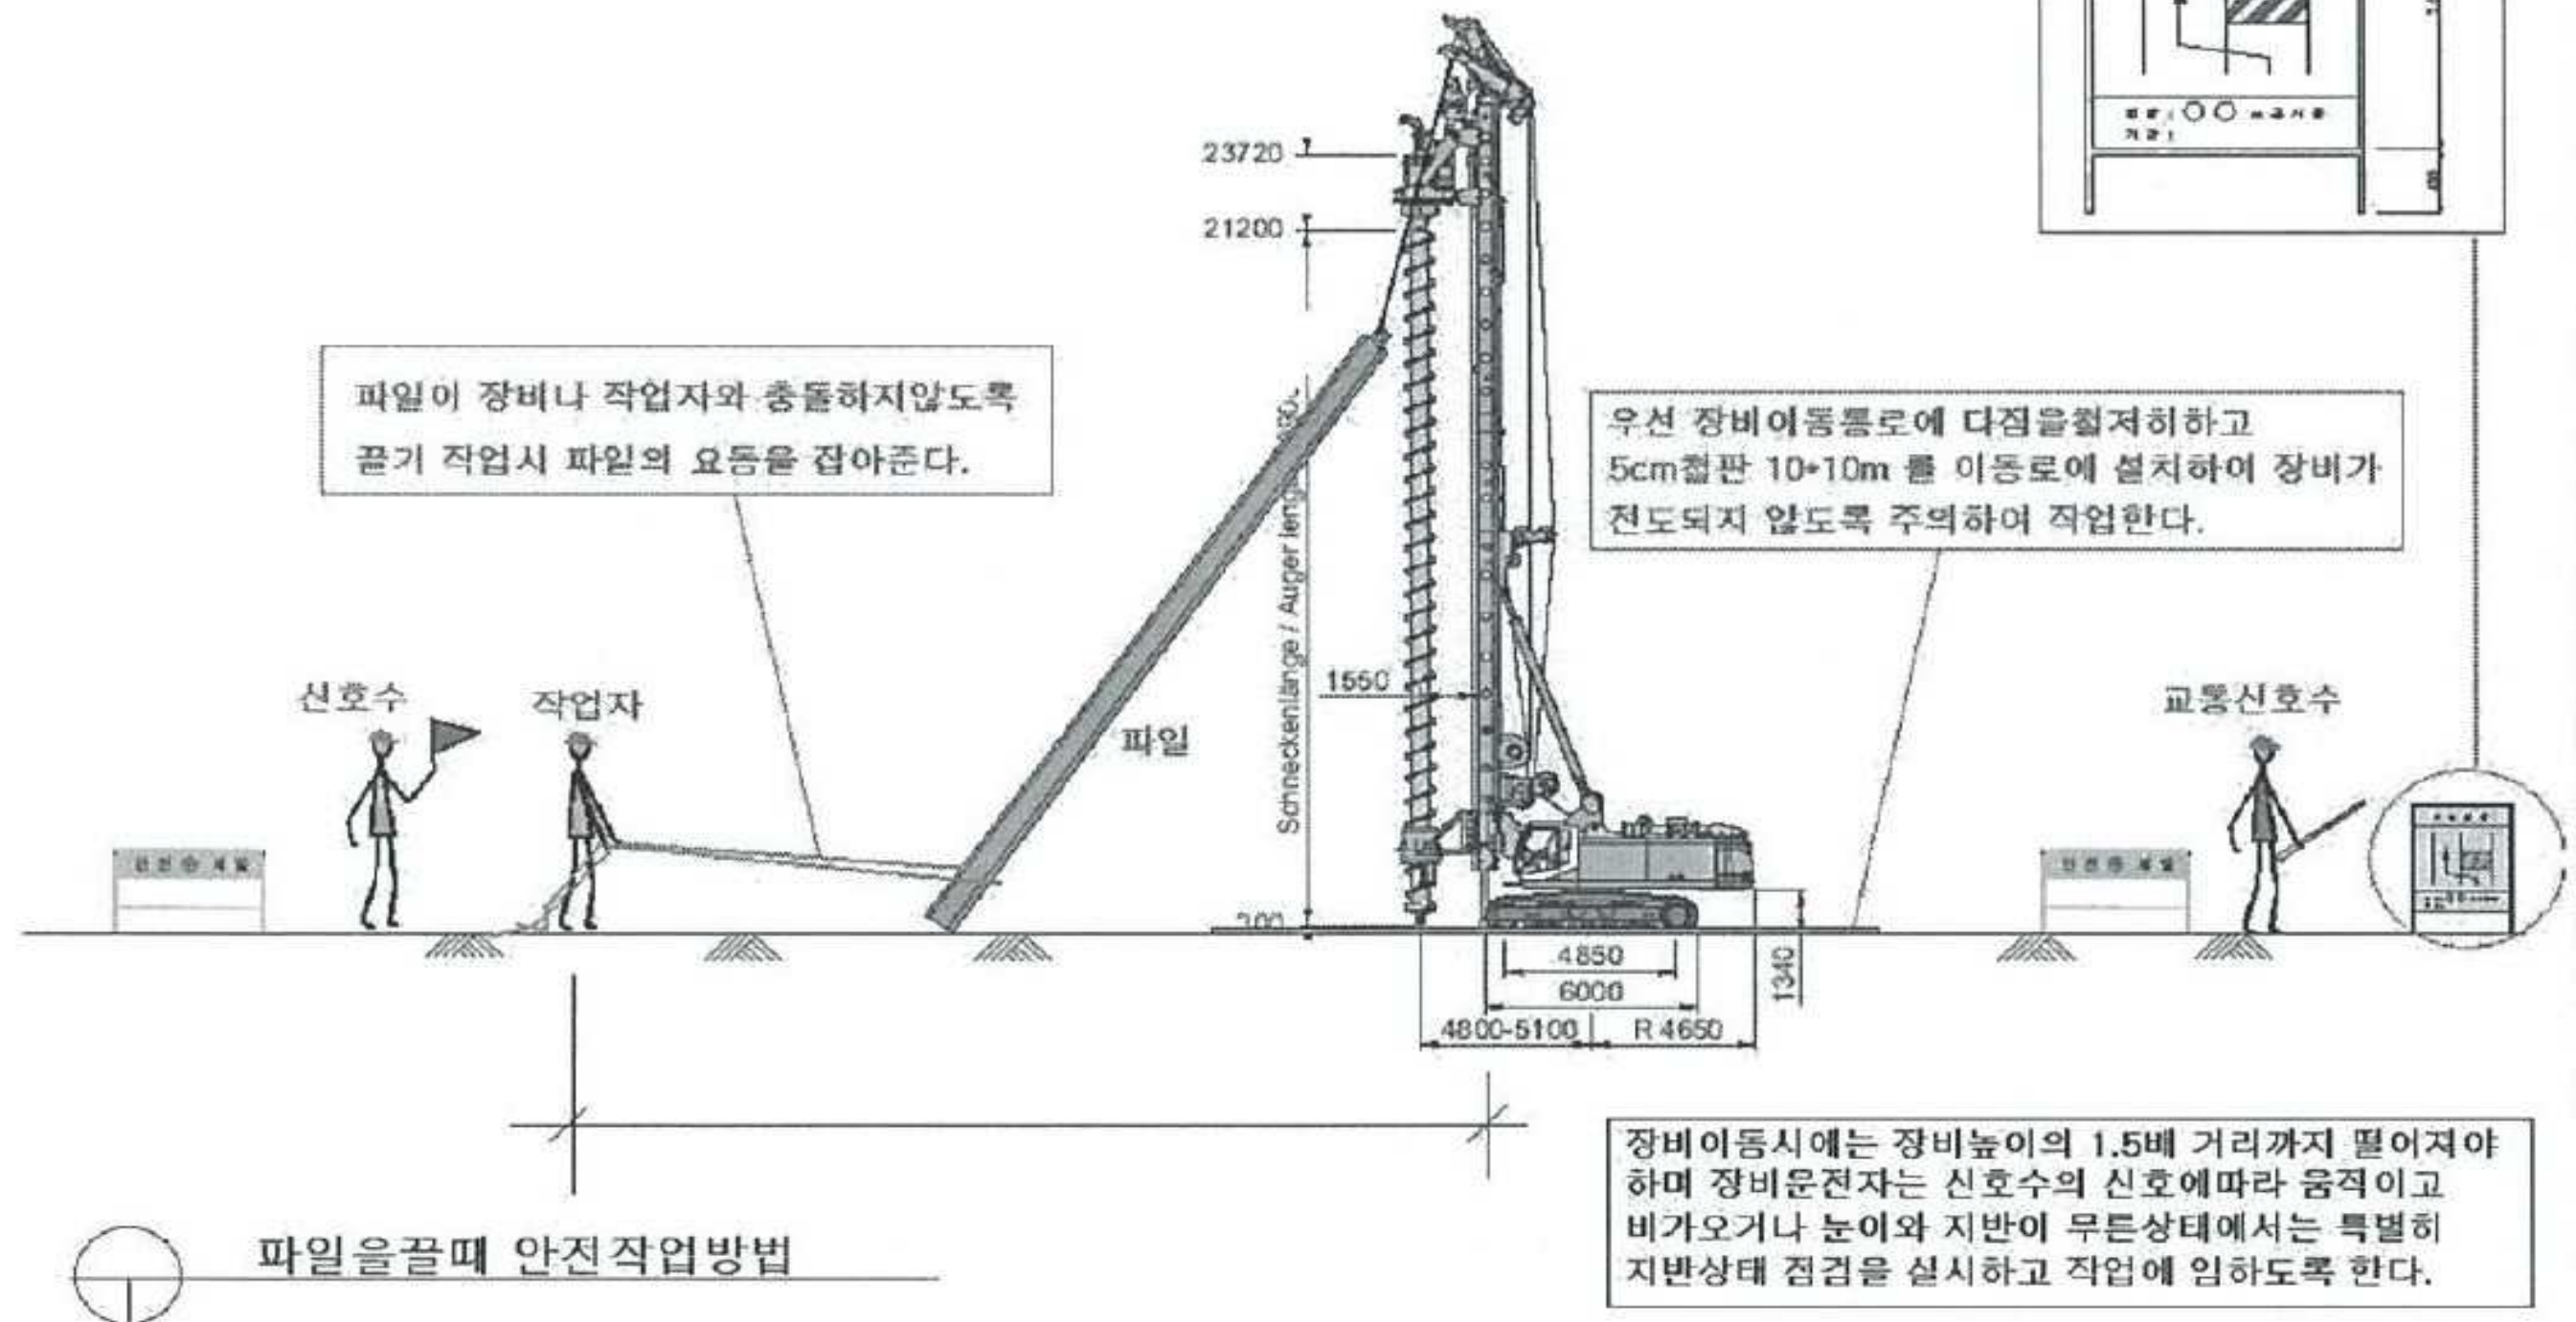 23720
21200
파일이 장비나 작업자와 충돌하지않도록
끌기 작업시 파일의 요동을 잡아준다.
우선 장비이동통로에 다짐을철저히하고
5cm철판 10*10m 를 이동로에 설치하여 장비가
전도되지 않도록 주의하여 작업한다.
Schneckenlänge / Auger length
1550
신호수
작업자
파일
교통신호수
4850
6000
1340
4800-5100
R 4650
장비이동시에는 장비높이의 1.5배 거리까지 떨어져야
하며 장비운전자는 신호수의 신호에따라 움직이고
비가오거나 눈이와 지반이 무른상태에서는 특별히
지반상태 점검을 실시하고 작업에 임하도록 한다.
파일을끌때 안전작업방법